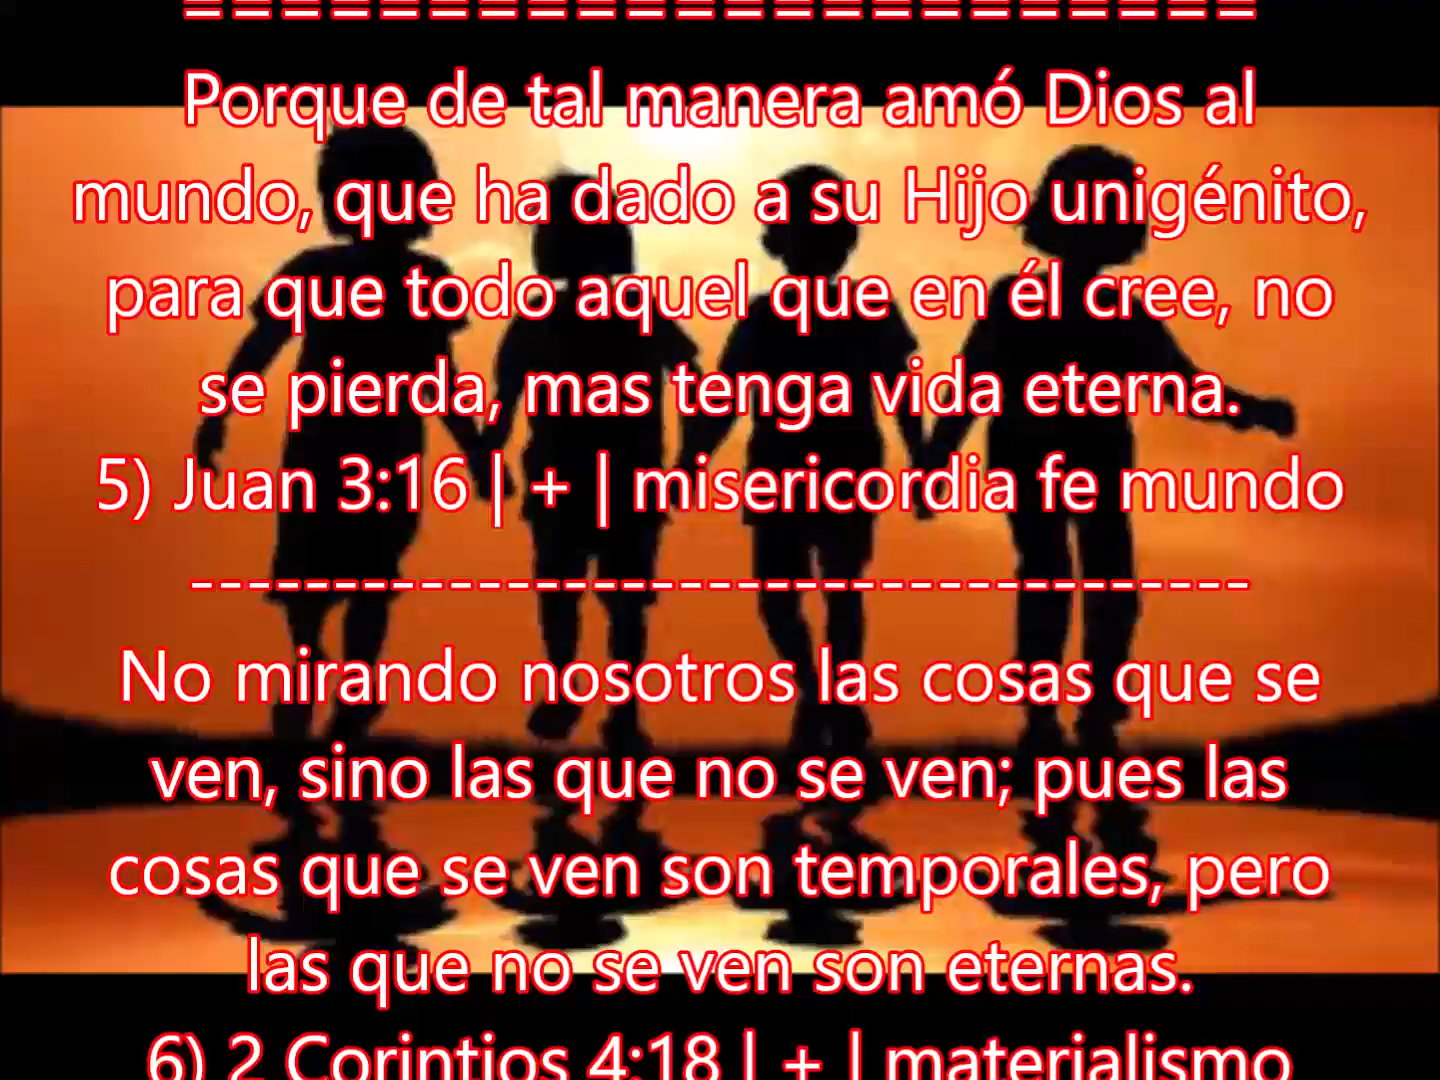 =========================
Porque de tal manera amó Dios al
mundo, que ha dado a su Hijo unigénito,
para que todo aquel que en él cree, no
se pierda, mas tenga vida eterna.
5) Juan 3:16 | + | misericordia fe mundo
-------------------------------------
No mirando nosotros las cosas que se
ven, sino las que no se ven; pues las
cosas que se ven son temporales, pero
las que no se ven son eternas.
6) 2 Corintios 4:18 | + | materialismo